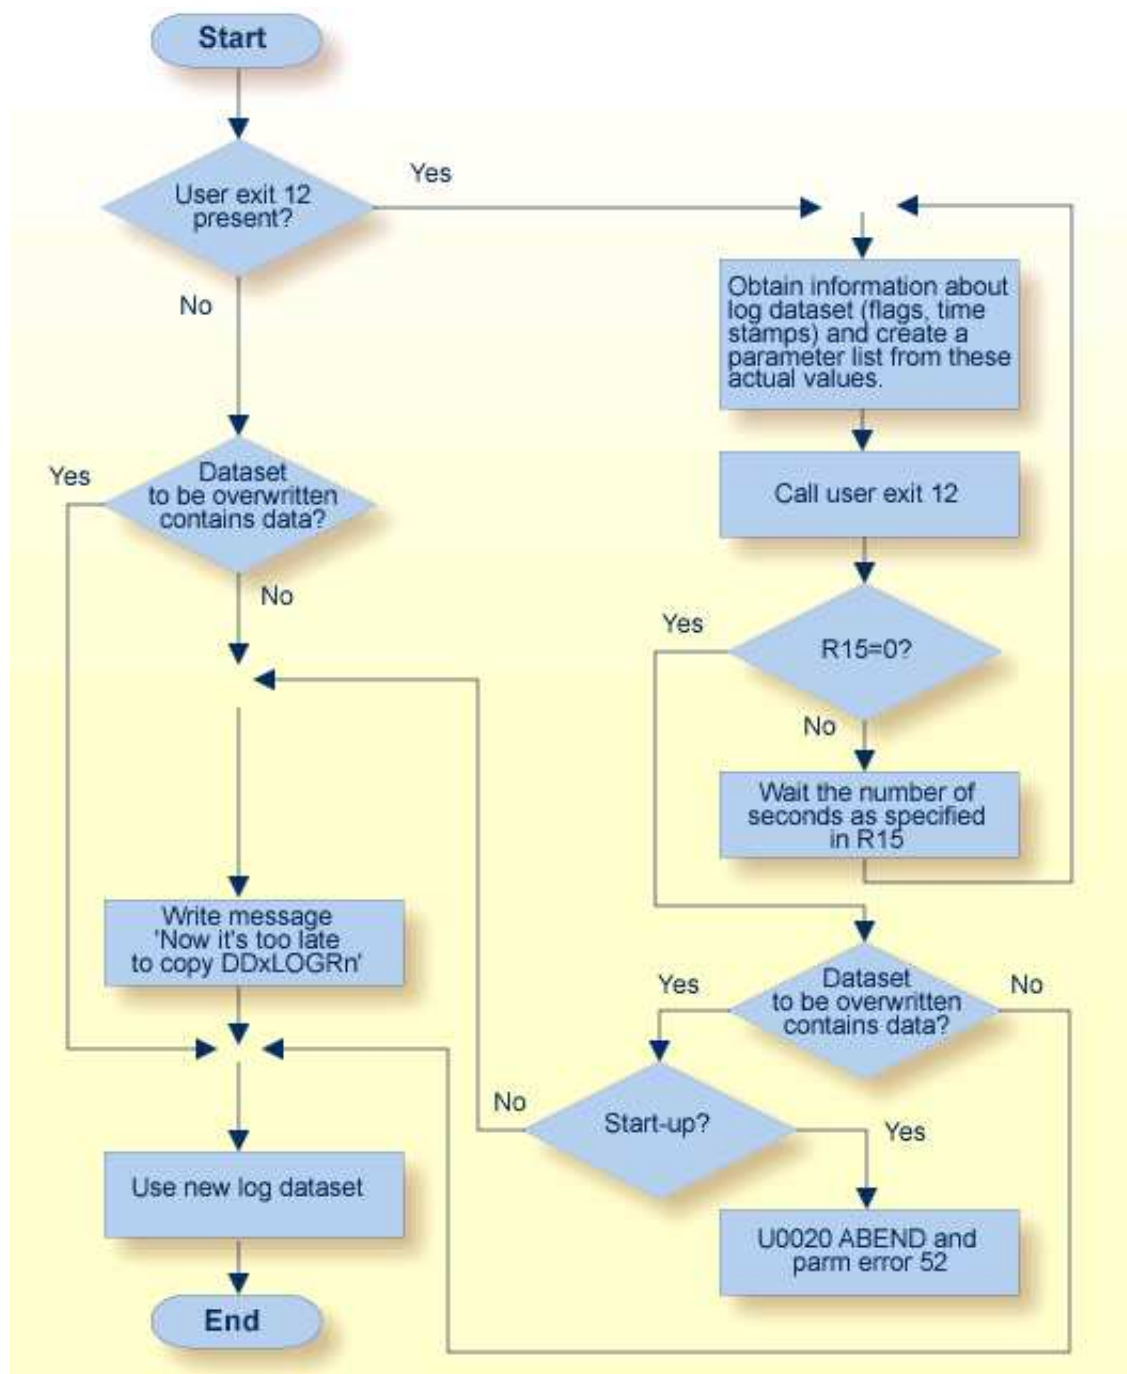 Start
User exit 12
present?
Yes
No
Obtain information about
log dataset (flags, time
stamps) and create a
parameter list from these
actual values.
Call user exit 12
Yes
Dataset
to be overwritten
contains data?
No
Yes
R15=0?
No
Wait the number of
seconds as specified
in R15
Write message
'Now it's too late
to copy DDxLOGRn'
Yes
Dataset
to be overwritten
contains data?
No
No
Start-up?
Yes
Use new log dataset
U0020 ABEND and
parm error 52
End